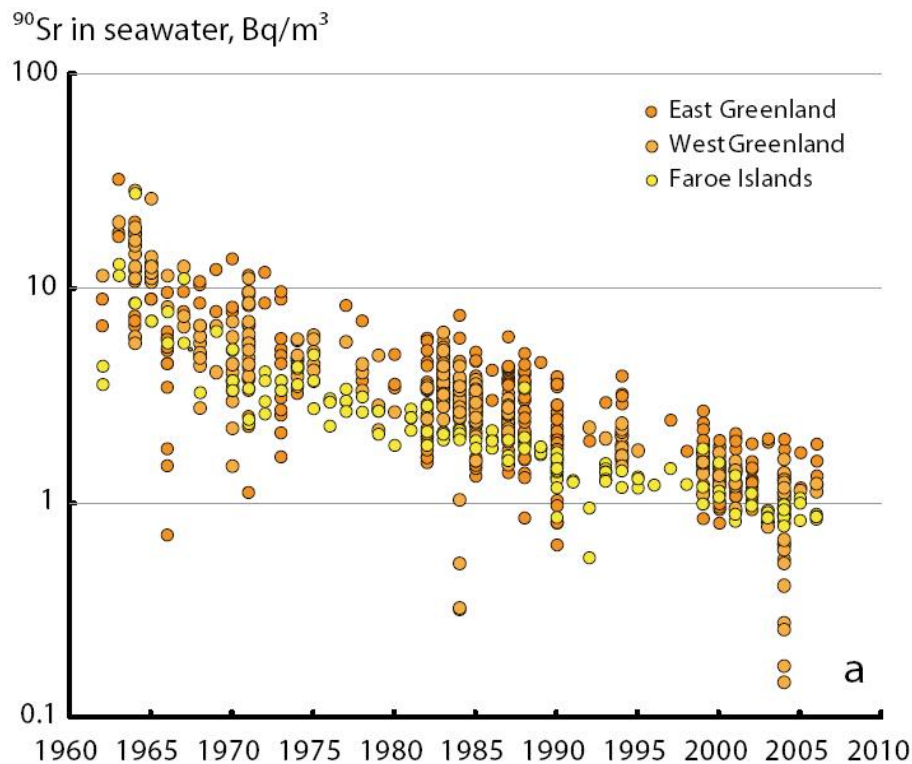 ⁹⁰Sr in seawater, Bq/m³
100
East Greenland
West Greenland
Faroe Islands
10
1
a
0.1
1960 1965 1970 1975 1980 1985 1990 1995 2000 2005 2010